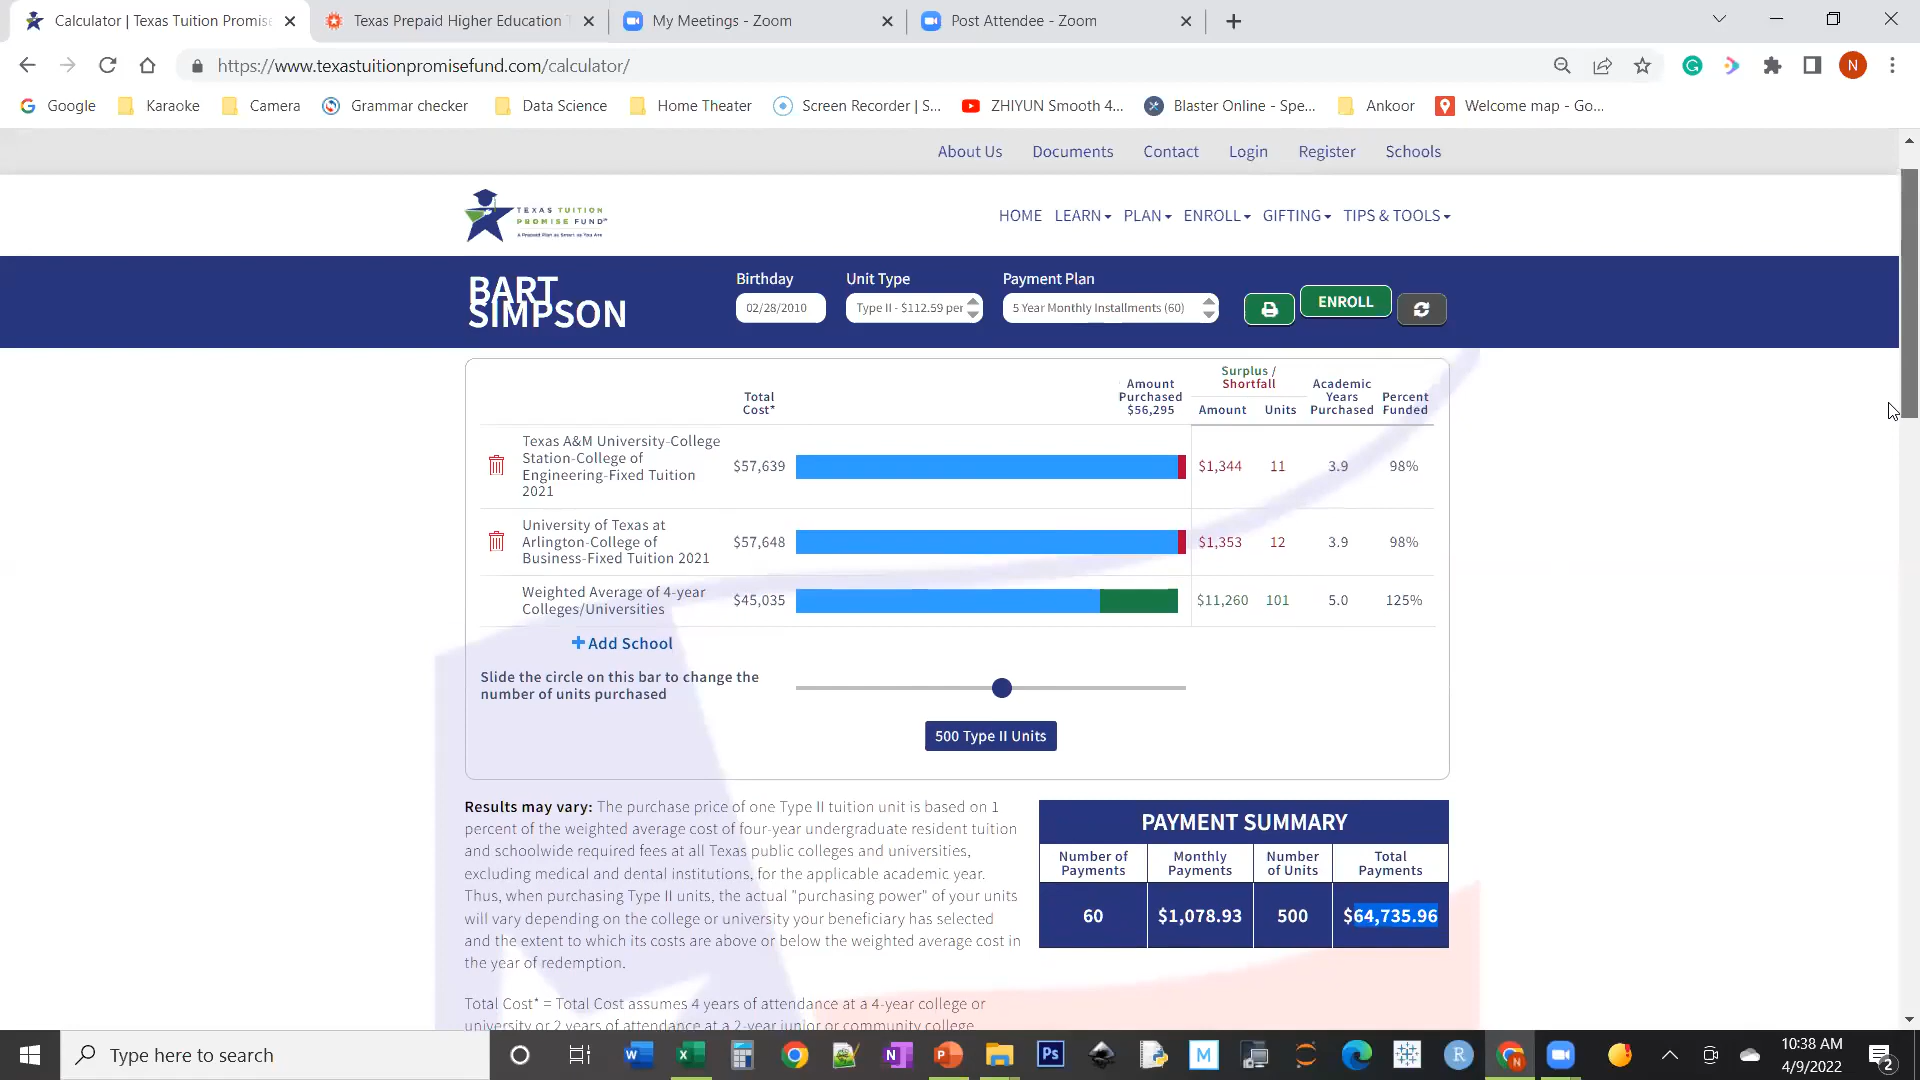 Calculator | Texas Tuition Promise
Texas Prepaid Higher Education T
My Meetings - Zoom
Post Attendee - Zoom
https://www.texastuitionpromisefund.com/calculator/
N
Google
Karaoke
Camera
Grammar checker
Data Science
Home Theater
Screen Recorder | S...
ZHIYUN Smooth 4...
Blaster Online - Spe...
Ankoor
Welcome map - Go...
About Us
Documents
Contact
Login
Register
Schools
TEXAS TUITION
PROMISE FUND
A Prepaid Plan as Smart as You Are
HOME
LEARN
PLAN
ENROLL
GIFTING
TIPS & TOOLS
BART
SIMPSON
Birthday
02/28/2010
Unit Type
Type II - $112.59 per
Payment Plan
5 Year Monthly Installments (60)
ENROLL
Total
Cost*
Amount
Purchased
$56,295
Surplus /
Shortfall
Amount
Units
Academic
Years
Purchased
Percent
Funded
Texas A&M University-College
Station-College of
Engineering-Fixed Tuition
2021
$57,639
$1,344
11
3.9
98%
University of Texas at
Arlington-College of
Business-Fixed Tuition 2021
$57,648
$1,353
12
3.9
98%
Weighted Average of 4-year
Colleges/Universities
$45,035
$11,260
101
5.0
125%
Add School
Slide the circle on this bar to change the
number of units purchased
500 Type II Units
Results may vary: The purchase price of one Type II tuition unit is based on 1
percent of the weighted average cost of four-year undergraduate resident tuition
and schoolwide required fees at all Texas public colleges and universities,
excluding medical and dental institutions, for the applicable academic year.
Thus, when purchasing Type II units, the actual "purchasing power" of your units
will vary depending on the college or university your beneficiary has selected
and the extent to which its costs are above or below the weighted average cost in
the year of redemption.
Total Cost* = Total Cost assumes 4 years of attendance at a 4-year college or
university or 2 years of attendance at a 2-year junior or community college
PAYMENT SUMMARY
Number of
Payments
Monthly
Payments
Number
of Units
Total
Payments
60
$1,078.93
500
$64,735.96
Type here to search
10:38 AM
4/9/2022
2